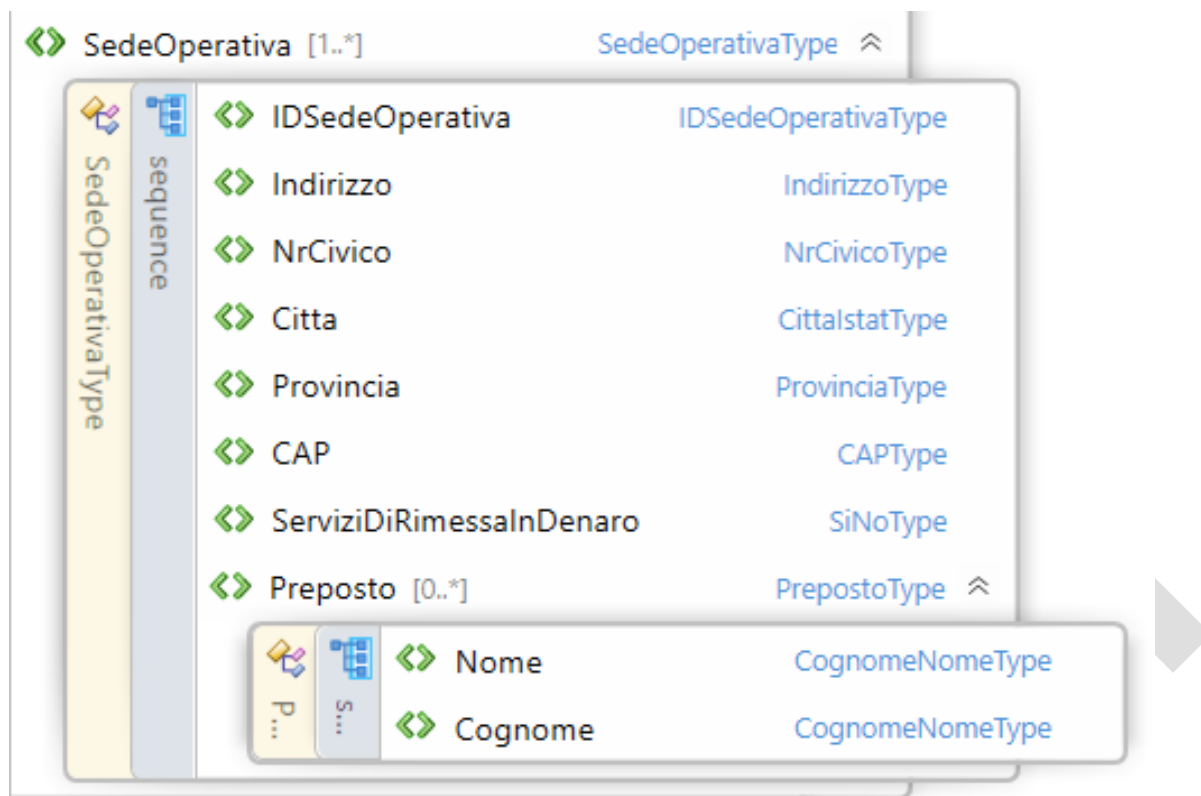 SedeOperativa [1..*] SedeOperativaType
IDSedeOperativa IDSedeOperativaType
Indirizzo IndirizzoType
NrCivico NrCivicoType
Citta CittaIstatType
Provincia ProvinciaType
CAP CAPType
ServiziDiRimessaInDenaro SiNoType
Preposto [0..*] PrepostoType
Nome CognomeNomeType
Cognome CognomeNomeType
SedeOperativaType
sequence
P...
s...